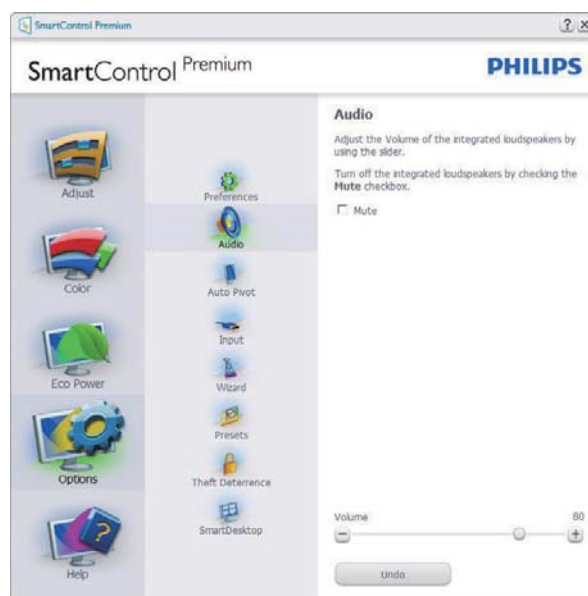 SmartControl Premium
? x
SmartControl Premium
PHILIPS
Adjust
Color
Eco Power
Options
Help
Preferences
Audio
Auto Pivot
Input
Wizard
Presets
Theft Deterrence
SmartDesktop
Audio
Adjust the Volume of the integrated loudspeakers by
using the slider.
Turn off the integrated loudspeakers by checking the
Mute checkbox.
Mute
Volume 80
− +
Undo